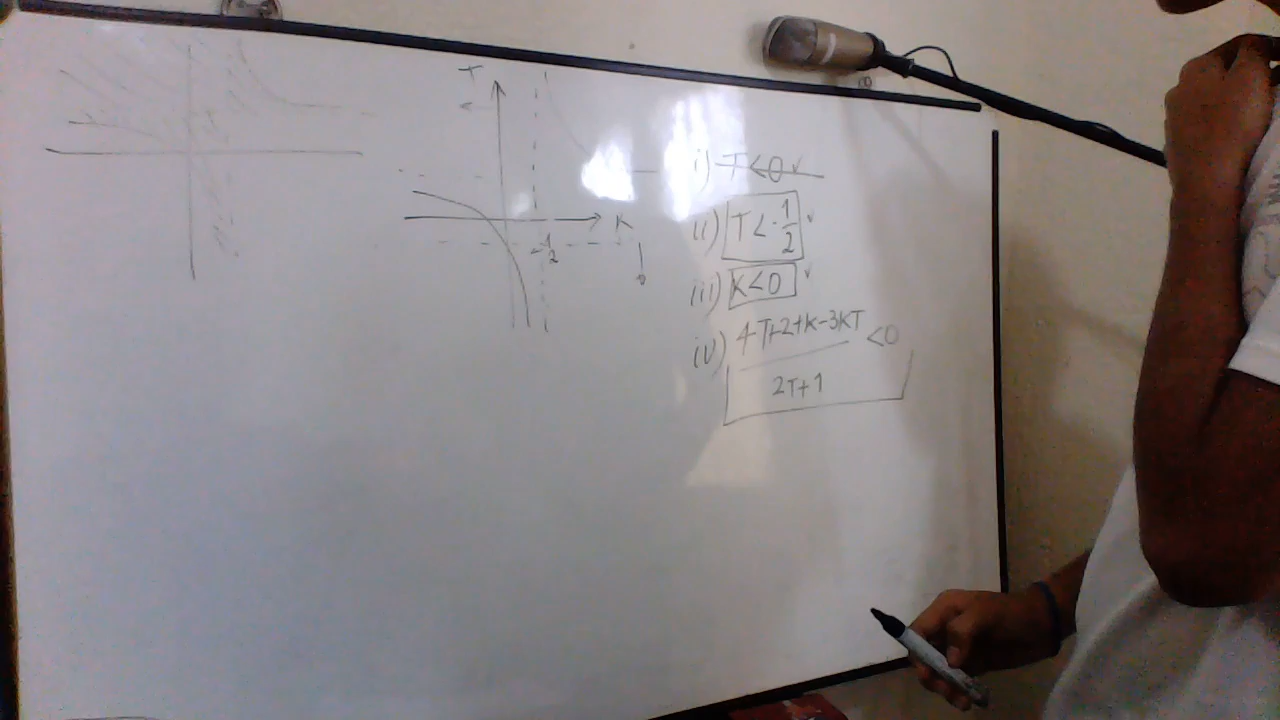 T
K
-1/2
i) T<0 ✓
ii) T<-1/2 ✓
iii) K<0 ✓
iv) 4T+2+K-3KT / 2T+1 <0